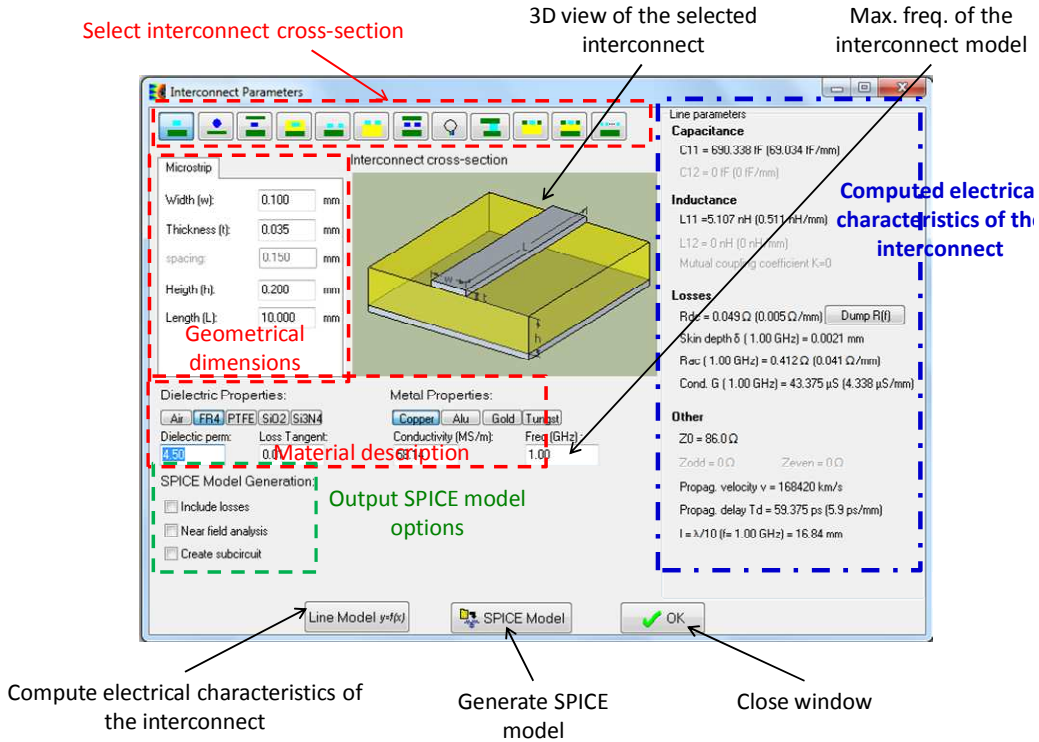 Select interconnect cross-section
3D view of the selected
interconnect
Max. freq. of the
interconnect model
Interconnect Parameters
Interconnect cross-section
Microstrip
Width (w):
0.100
mm
Thickness (t):
0.035
mm
spacing:
0.150
mm
Heigth (h):
0.200
mm
Length (L):
10.000
mm
Geometrical
dimensions
L
w
t
h
Dielectric Properties:
Metal Properties:
Air
FR4
PTFE
SiO2
Si3N4
Copper
Alu
Gold
Tungst
Dielectic perm:
Loss Tangent:
Conductivity (MS/m):
Freq (GHz) :
4.50
0.0
1.00
Material description
SPICE Model Generation:
Include losses
Near field analysis
Create subcircuit
Output SPICE model
options
Line parameters
Capacitance
C11 = 690.338 fF (69.034 fF/mm)
C12 = 0 fF (0 fF/mm)
Inductance
L11 =5.107 nH (0.511 nH/mm)
L12 = 0 nH (0 nH/mm)
Mutual coupling coefficient K=0
Computed electrica
characteristics of the
interconnect
Losses
Rdc = 0.049 Ω (0.005 Ω/mm)
Dump R(f)
Skin depth δ ( 1.00 GHz) = 0.0021 mm
Rac ( 1.00 GHz) = 0.412 Ω (0.041 Ω/mm)
Cond. G ( 1.00 GHz) = 43.375 µS (4.338 µS/mm)
Other
Z0 = 86.0 Ω
Zodd = 0 Ω
Zeven = 0 Ω
Propag. velocity v = 168420 km/s
Propag. delay Td = 59.375 ps (5.9 ps/mm)
l = λ/10 (f= 1.00 GHz) = 16.84 mm
Line Model y=f(x)
SPICE Model
OK
Compute electrical characteristics of
the interconnect
Generate SPICE
model
Close window